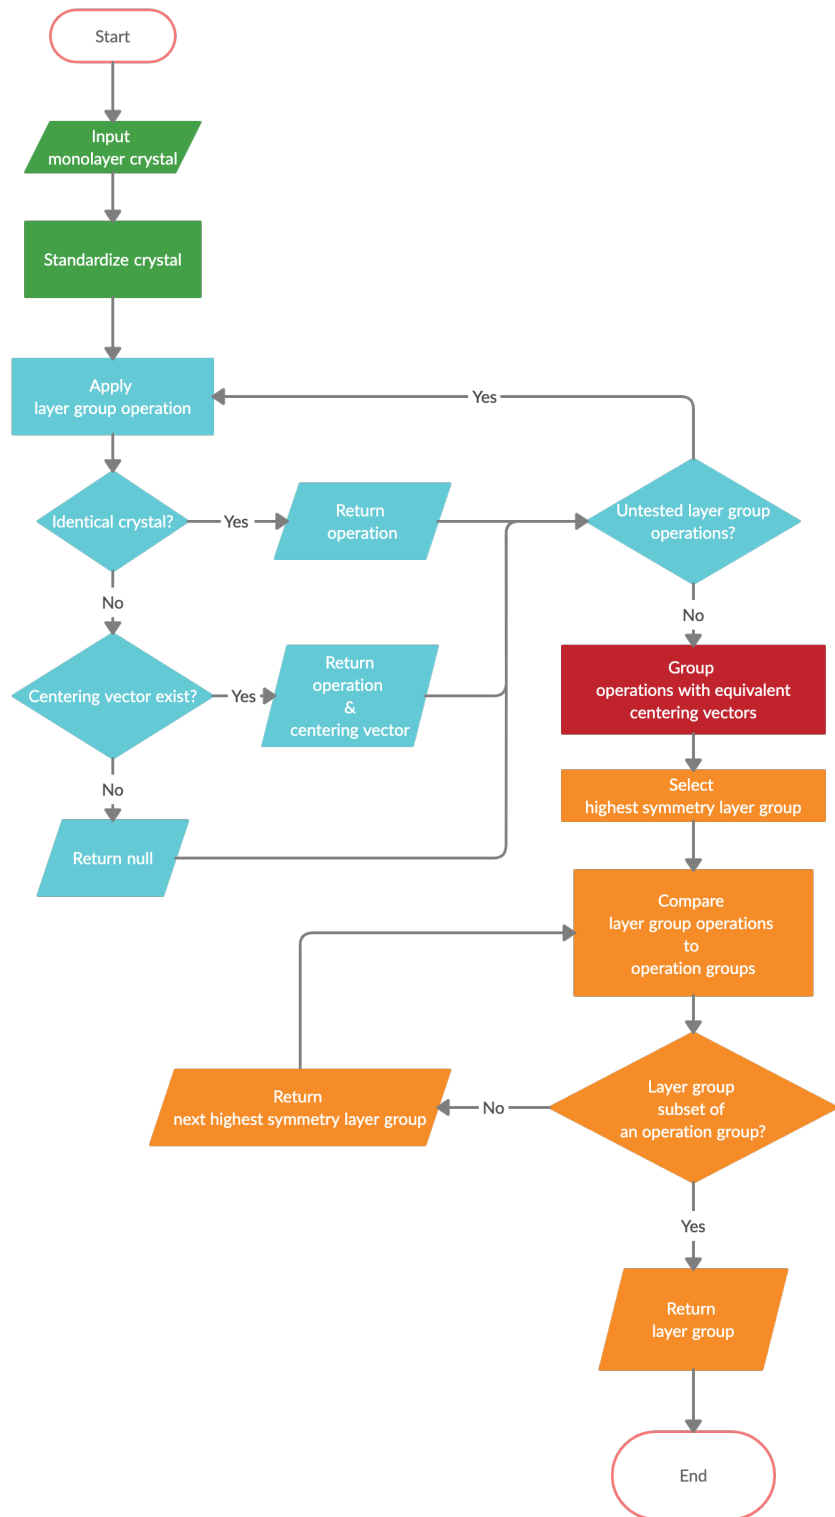 Start
Input
monolayer crystal
Standardize crystal
Apply
layer group operation
Yes
Identical crystal?
Yes
Return
operation
Untested layer group
operations?
No
No
Centering vector exist?
Yes
Return
operation
&
centering vector
Group
operations with equivalent
centering vectors
No
Select
highest symmetry layer group
Return null
Compare
layer group operations
to
operation groups
Layer group
subset of
an operation group?
No
Return
next highest symmetry layer group
Yes
Return
layer group
End